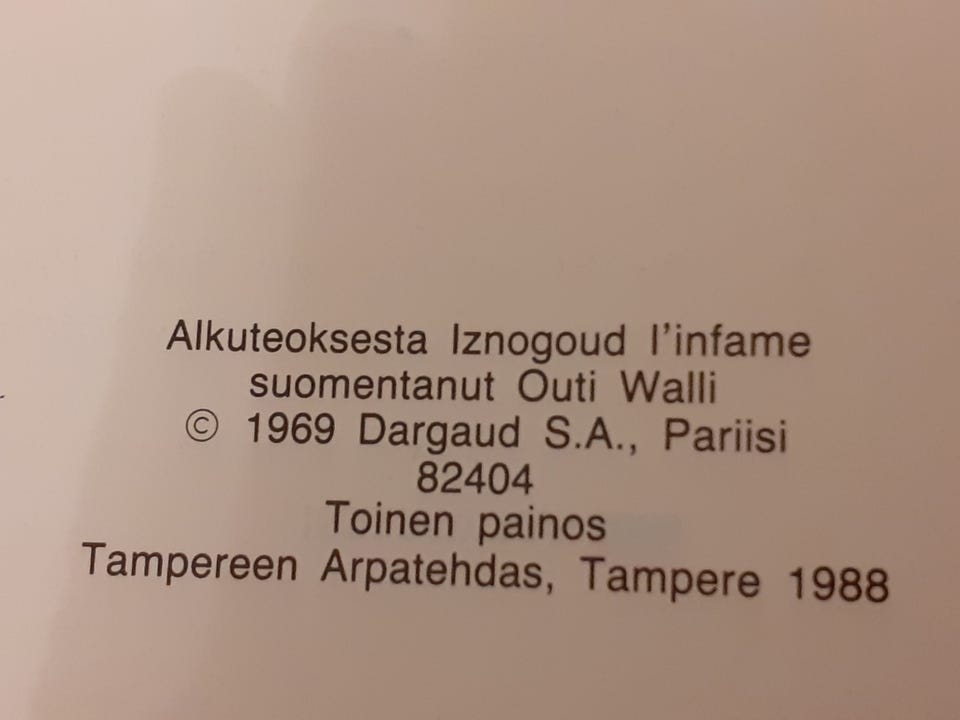 Alkuteoksesta Iznogoud l'infame
suomentanut Outi Walli
© 1969 Dargaud S.A., Pariisi
82404
Toinen painos
Tampereen Arpatehdas, Tampere 1988